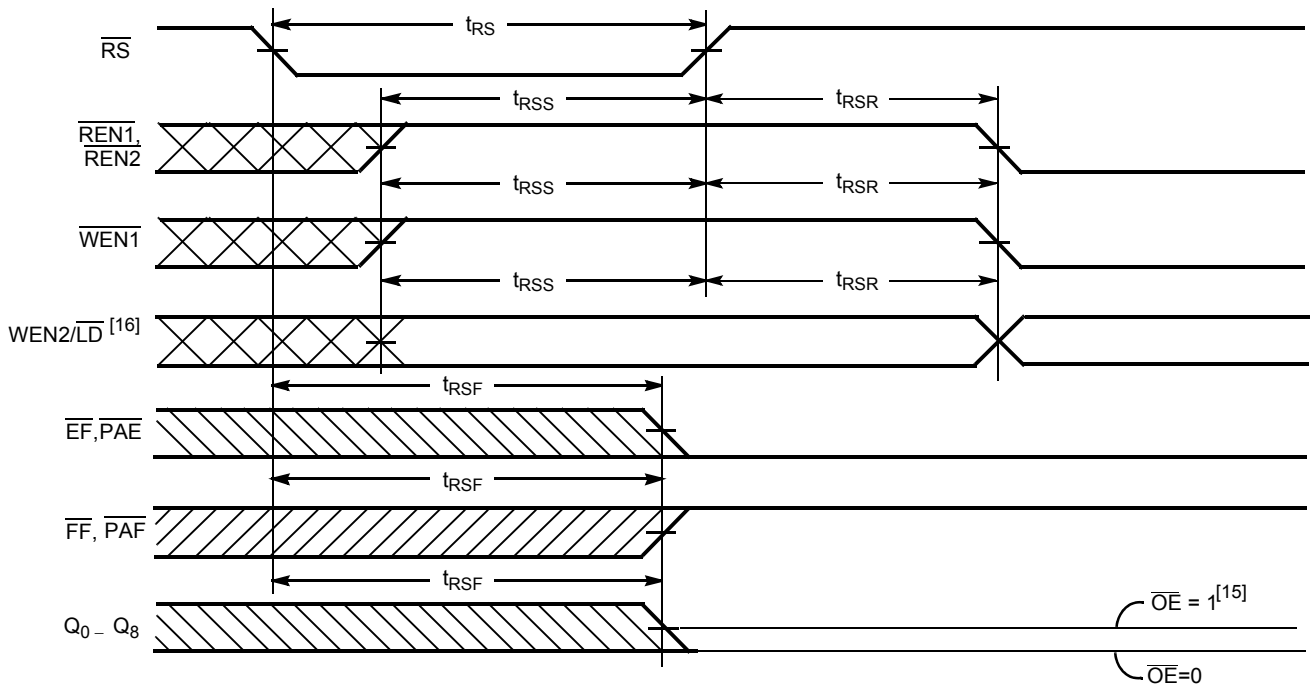 tRS
RS
tRSS
tRSR
REN1,
REN2
tRSS
tRSR
WEN1
tRSS
tRSR
WEN2/LD [16]
tRSF
EF,PAE
tRSF
FF, PAF
tRSF
OE = 1[15]
Q0 – Q8
OE=0